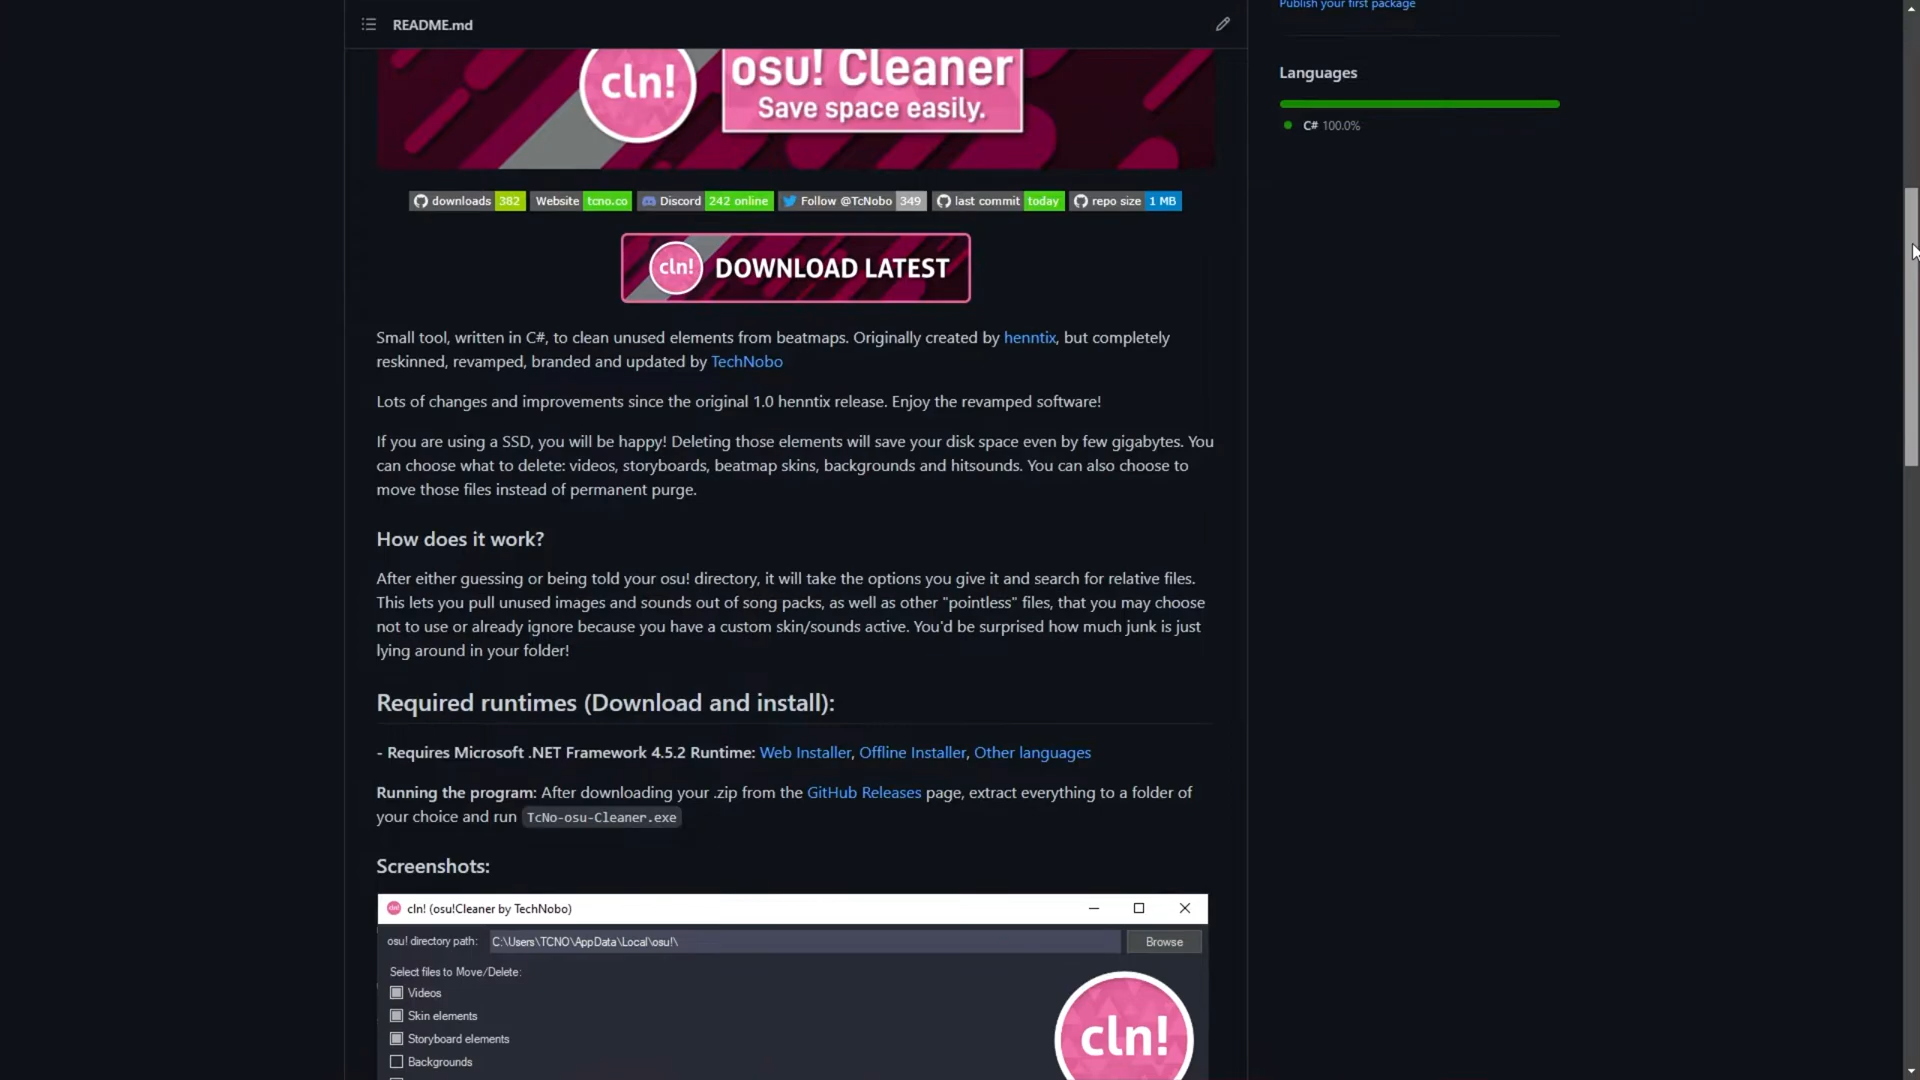 Publish your first package
README.md
Languages
cln!
osu! Cleaner
Save space easily.
C# 100.0%
downloads 382 Website tcno.co Discord 242 online Follow @TcNobo 349 last commit today repo size 1 MB
cln! DOWNLOAD LATEST
Small tool, written in C#, to clean unused elements from beatmaps. Originally created by henntix, but completely
reskinned, revamped, branded and updated by TechNobo
Lots of changes and improvements since the original 1.0 henntix release. Enjoy the revamped software!
If you are using a SSD, you will be happy! Deleting those elements will save your disk space even by few gigabytes. You
can choose what to delete: videos, storyboards, beatmap skins, backgrounds and hitsounds. You can also choose to
move those files instead of permanent purge.
How does it work?
After either guessing or being told your osu! directory, it will take the options you give it and search for relative files.
This lets you pull unused images and sounds out of song packs, as well as other "pointless" files, that you may choose
not to use or already ignore because you have a custom skin/sounds active. You'd be surprised how much junk is just
lying around in your folder!
Required runtimes (Download and install):
- Requires Microsoft .NET Framework 4.5.2 Runtime: Web Installer, Offline Installer, Other languages
Running the program: After downloading your .zip from the GitHub Releases page, extract everything to a folder of
your choice and run TcNo-osu-Cleaner.exe
Screenshots:
cln! (osu!Cleaner by TechNobo)
osu! directory path: C:\Users\TCNO\AppData\Local\osu!\ Browse
Select files to Move/Delete:
Videos
Skin elements
Storyboard elements
cln!
Backgrounds